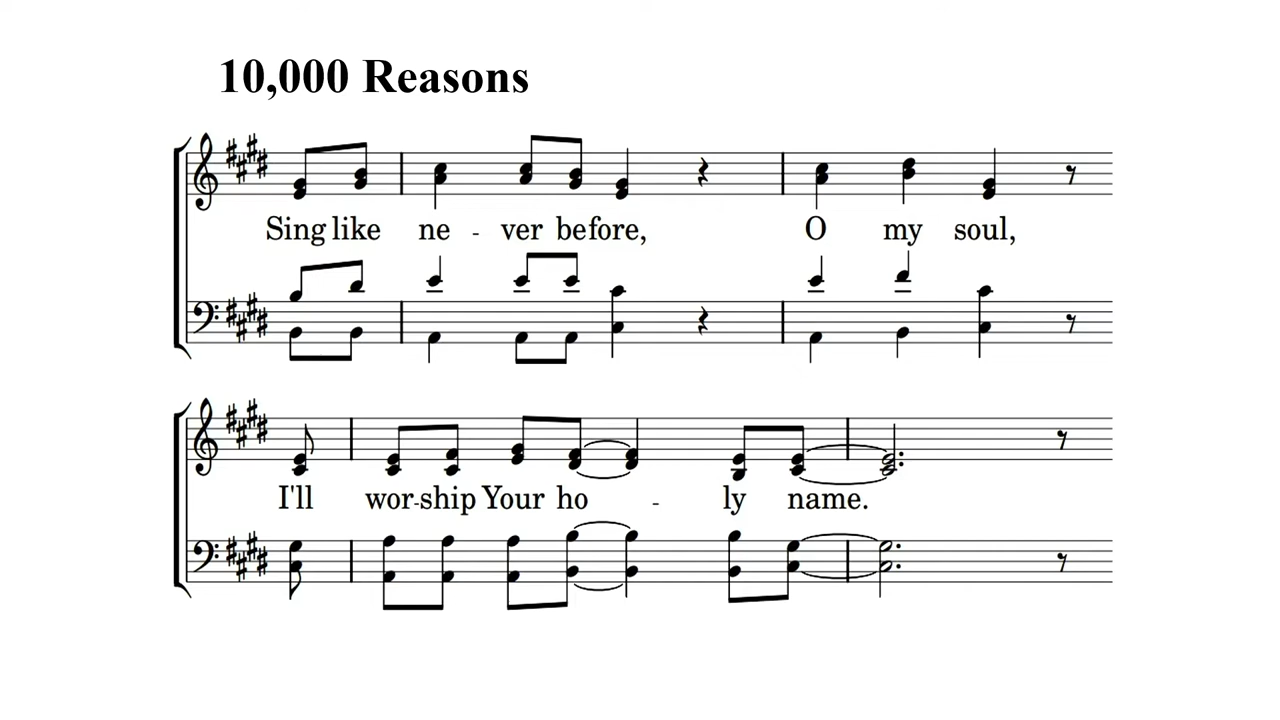 10,000 Reasons
Sing like ne - ver before, O my soul,
I'll wor-ship Your ho - ly name.